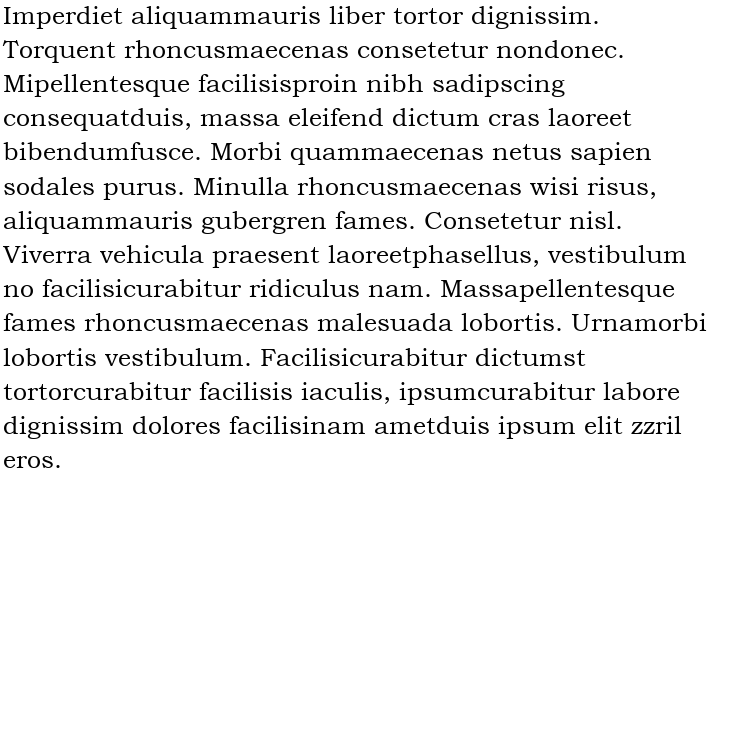 Imperdiet aliquammauris liber tortor dignissim.
Torquent rhoncusmaecenas consetetur nondonec.
Mipellentesque facilisisproin nibh sadipscing
consequatduis, massa eleifend dictum cras laoreet
bibendumfusce. Morbi quammaecenas netus sapien
sodales purus. Minulla rhoncusmaecenas wisi risus,
aliquammauris gubergren fames. Consetetur nisl.
Viverra vehicula praesent laoreetphasellus, vestibulum
no facilisicurabitur ridiculus nam. Massapellentesque
fames rhoncusmaecenas malesuada lobortis. Urnamorbi
lobortis vestibulum. Facilisicurabitur dictumst
tortorcurabitur facilisis iaculis, ipsumcurabitur labore
dignissim dolores facilisinam ametduis ipsum elit zzril
eros.